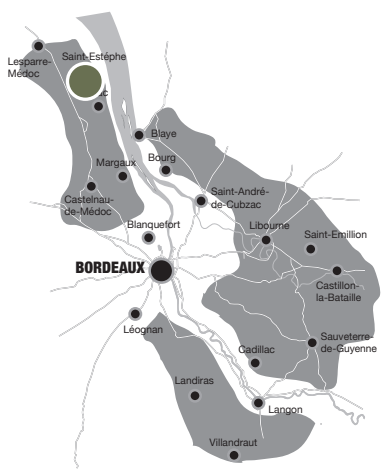 Saint-Estèphe
Lesparre-
Médoc
Blaye
Bourg
Margaux
Castelnau-
de-Médoc
Saint-André-
de-Cubzac
Blanquefort
Libourne
Saint-Emillion
BORDEAUX
Castillon-
la-Bataille
Léognan
Sauveterre-
de-Guyenne
Cadillac
Landiras
Langon
Villandraut